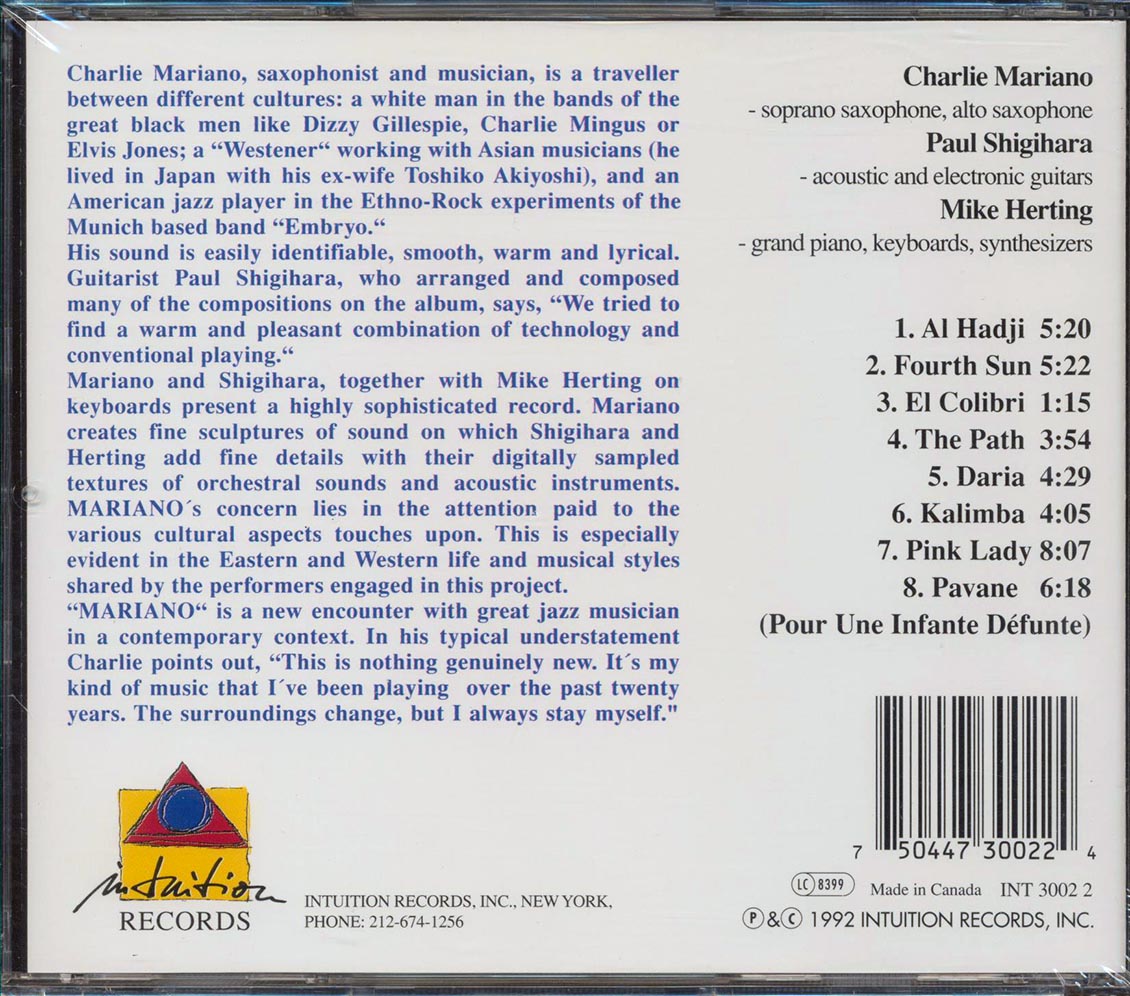 Charlie Mariano, saxophonist and musician, is a traveller
between different cultures: a white man in the bands of the
great black men like Dizzy Gillespie, Charlie Mingus or
Elvis Jones; a “Westener“ working with Asian musicians (he
lived in Japan with his ex-wife Toshiko Akiyoshi), and an
American jazz player in the Ethno-Rock experiments of the
Munich based band “Embryo.“
His sound is easily identifiable, smooth, warm and lyrical.
Guitarist Paul Shigihara, who arranged and composed
many of the compositions on the album, says, “We tried to
find a warm and pleasant combination of technology and
conventional playing.“
Mariano and Shigihara, together with Mike Herting on
keyboards present a highly sophisticated record. Mariano
creates fine sculptures of sound on which Shigihara and
Herting add fine details with their digitally sampled
textures of orchestral sounds and acoustic instruments.
MARIANO´s concern lies in the attention paid to the
various cultural aspects touches upon. This is especially
evident in the Eastern and Western life and musical styles
shared by the performers engaged in this project.
“MARIANO“ is a new encounter with great jazz musician
in a contemporary context. In his typical understatement
Charlie points out, “This is nothing genuinely new. It´s my
kind of music that I´ve been playing over the past twenty
years. The surroundings change, but I always stay myself."
Charlie Mariano
- soprano saxophone, alto saxophone
Paul Shigihara
- acoustic and electronic guitars
Mike Herting
- grand piano, keyboards, synthesizers
1. Al Hadji 5:20
2. Fourth Sun 5:22
3. El Colibri 1:15
4. The Path 3:54
5. Daria 4:29
6. Kalimba 4:05
7. Pink Lady 8:07
8. Pavane 6:18
(Pour Une Infante Défunte)
intuition
RECORDS
INTUITION RECORDS, INC., NEW YORK,
PHONE: 212-674-1256
7 50447 30022 4
LC 8399 Made in Canada INT 3002 2
Ⓟ&© 1992 INTUITION RECORDS, INC.